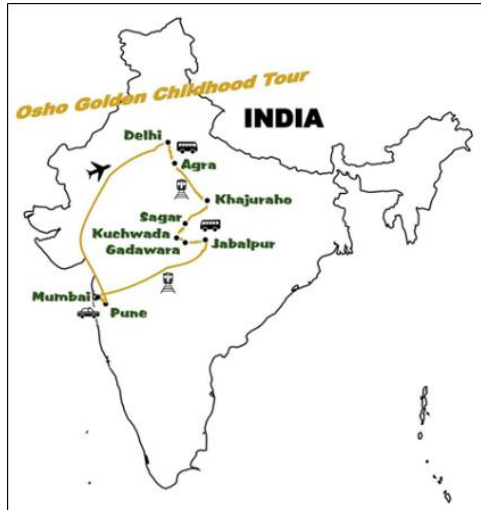 Osho Golden Childhood Tour
INDIA
Delhi
Agra
Khajuraho
Sagar
Kuchwada
Gadawara
Jabalpur
Mumbai
Pune